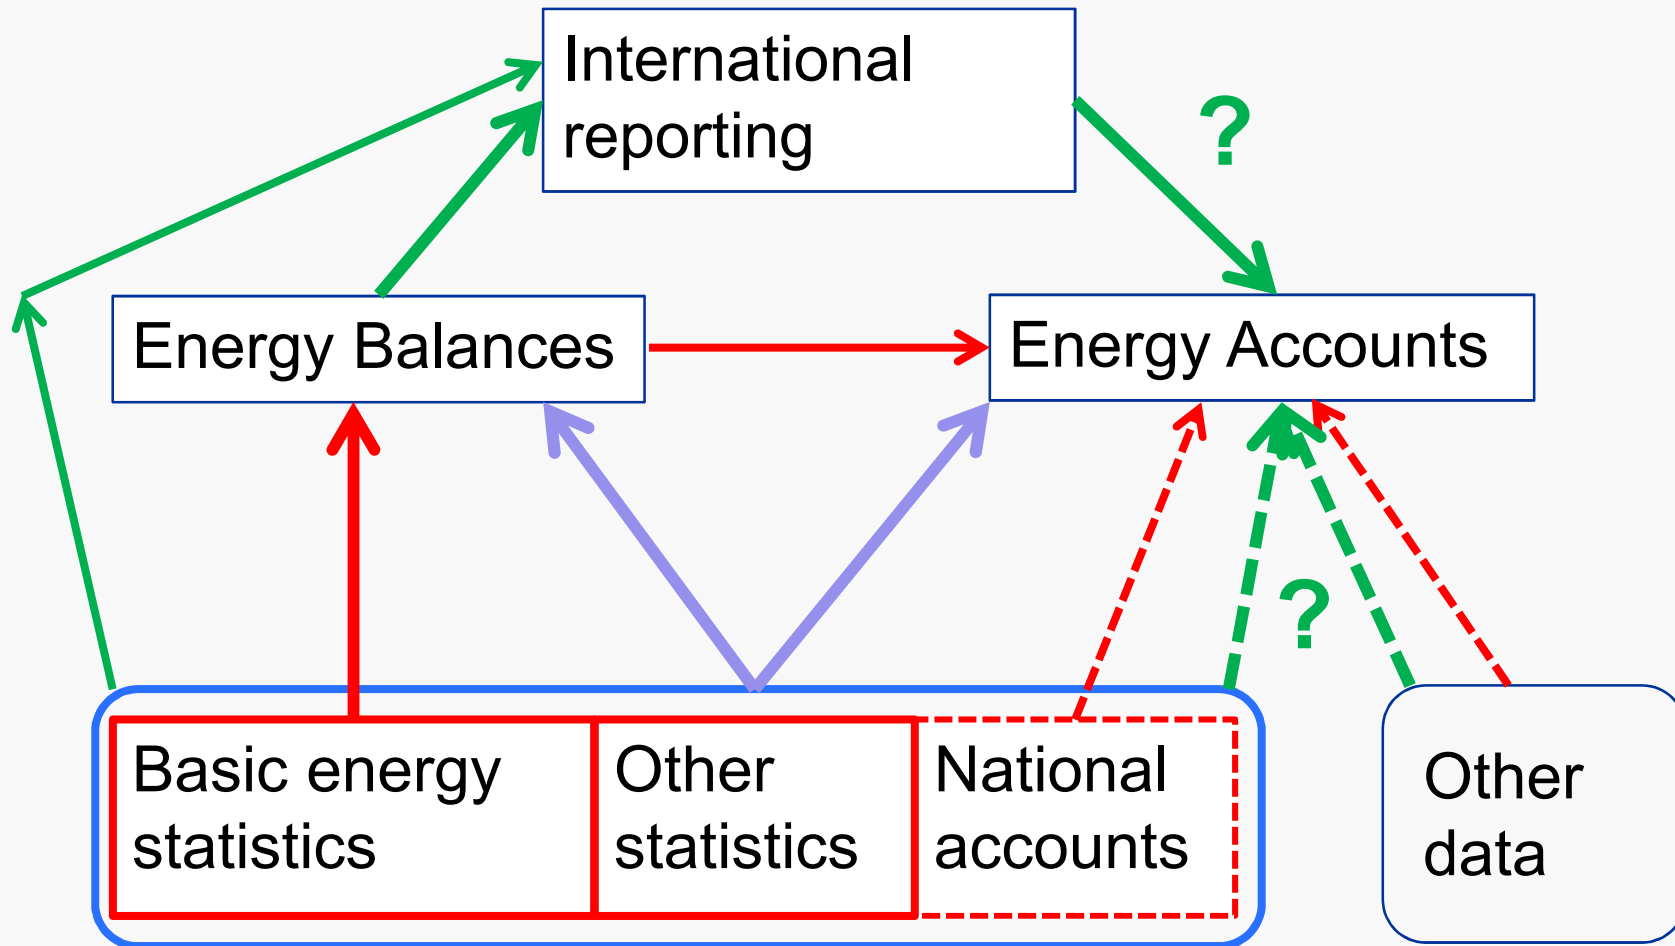 International
reporting
?
Energy Balances
Energy Accounts
?
Basic energy
statistics
Other
statistics
National
accounts
Other
data